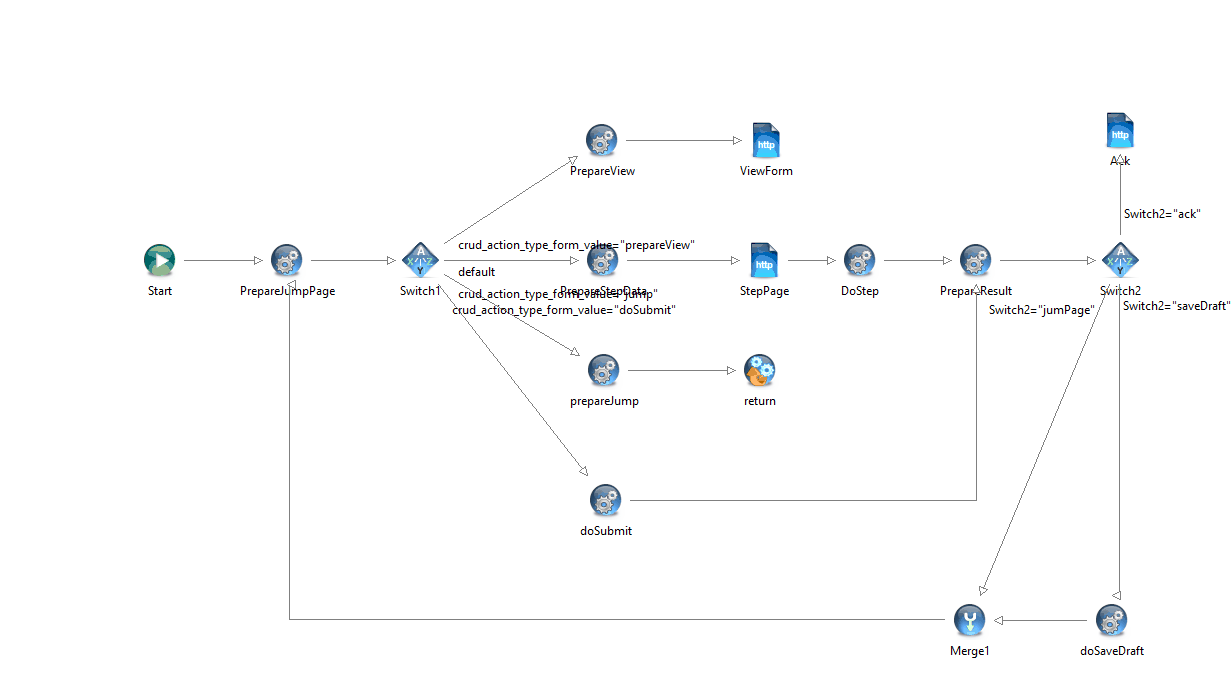 http
http
Ack
PrepareView
ViewForm
Switch2="ack"
crud_action_type_form_value="prepareView"
A
X
Z
Y
http
A
X
Z
Y
default
Start
PrepareJumpPage
Switch1
PrepareStepData
crud_action_type_form_value="jump"
StepPage
DoStep
PrepareResult
Switch2
crud_action_type_form_value="doSubmit"
Switch2="jumPage"
Switch2="saveDraft"
prepareJump
return
doSubmit
Merge1
doSaveDraft